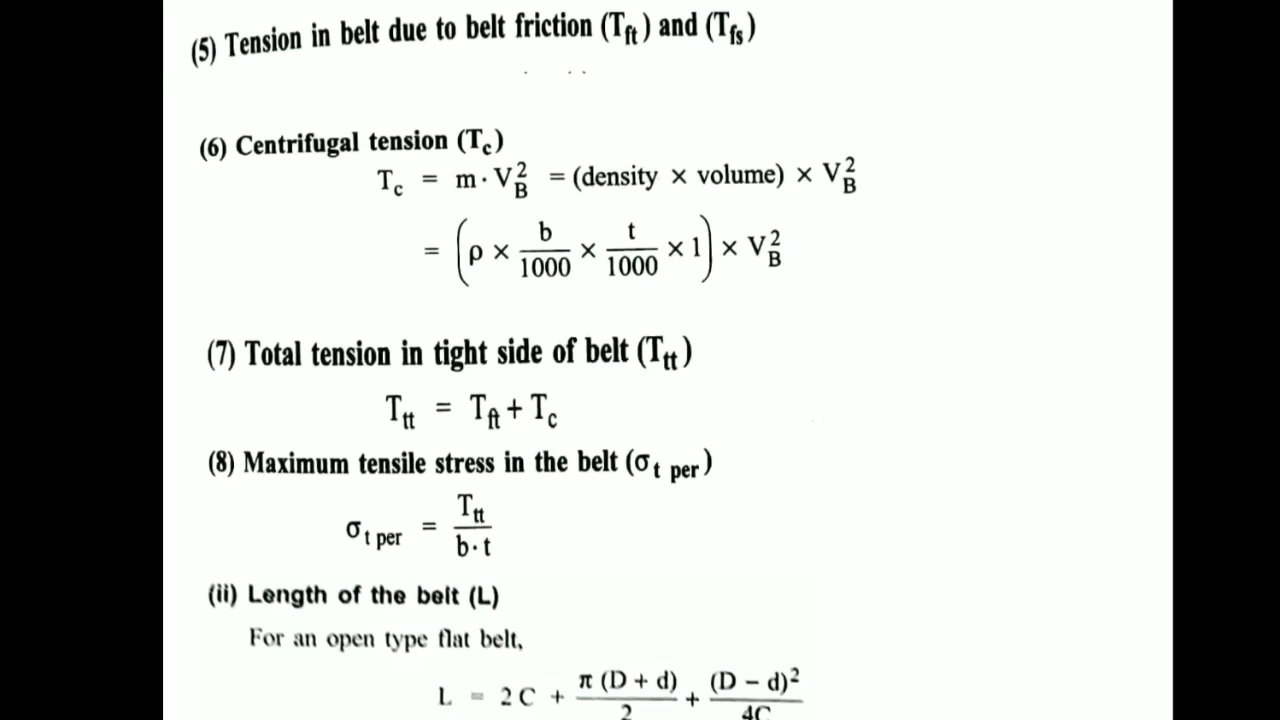 (5) Tension in belt due to belt friction (T_ft) and (T_fs)
(6) Centrifugal tension (T_c)
T_c = m · V_B^2 = (density × volume) × V_B^2
= (ρ × b/1000 × t/1000 × 1) × V_B^2
(7) Total tension in tight side of belt (T_tt)
T_tt = T_ft + T_c
(8) Maximum tensile stress in the belt (σ_t per)
σ_t per = T_tt / b · t
(ii) Length of the belt (L)
For an open type flat belt,
L = 2C + π (D + d)/2 + (D − d)^2/4C